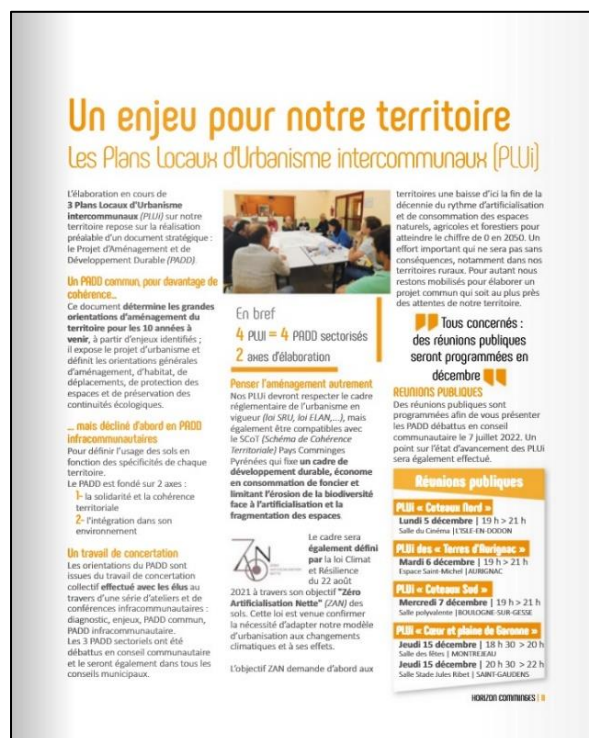 Un enjeu pour notre territoire
Les Plans Locaux d'Urbanisme intercommunaux (PLUi)
L'élaboration en cours de
3 Plans Locaux d'Urbanisme
intercommunaux (PLUi) sur notre
territoire repose sur la réalisation
préalable d'un document stratégique :
le Projet d'Aménagement et de
Développement Durable (PADD).
Un PADD commun, pour davantage de
cohérence...
Ce document détermine les grandes
orientations d'aménagement du
territoire pour les 10 années à
venir, à partir d'enjeux identifiés ;
il expose le projet d'urbanisme et
définit les orientations générales
d'aménagement, d'habitat, de
déplacements, de protection des
espaces et de préservation des
continuités écologiques.
... mais décliné d'abord en PADD
infracommunautaires
Pour définir l'usage des sols en
fonction des spécificités de chaque
territoire.
Le PADD est fondé sur 2 axes :
1- la solidarité et la cohérence
territoriale
2- l'intégration dans son
environnement
Un travail de concertation
Les orientations du PADD sont
issues du travail de concertation
collectif effectué avec les élus au
travers d'une série d'ateliers et de
conférences infracommunautaires :
diagnostic, enjeux, PADD commun,
PADD infracommunautaire.
Les 3 PADD sectoriels ont été
débattus en conseil communautaire
et le seront également dans tous les
conseils municipaux.
En bref
4 PLUi = 4 PADD sectorisés
2 axes d'élaboration
Penser l'aménagement autrement
Nos PLUi devront respecter le cadre
réglementaire de l'urbanisme en
vigueur (loi SRU, loi ELAN,...), mais
également être compatibles avec
le SCoT (Schéma de Cohérence
Territoriale) Pays Comminges
Pyrénées qui fixe un cadre de
développement durable, économe
en consommation de foncier et
limitant l'érosion de la biodiversité
face à l'artificialisation et la
fragmentation des espaces.
ZAN
Le cadre sera
également défini
par la loi Climat
et Résilience
du 22 août
2021 à travers son objectif "Zéro
Artificialisation Nette" (ZAN) des
sols. Cette loi est venue confirmer
la nécessité d'adapter notre modèle
d'urbanisation aux changements
climatiques et à ses effets.
L'objectif ZAN demande d'abord aux
territoires une baisse d'ici la fin de la
décennie du rythme d'artificialisation
et de consommation des espaces
naturels, agricoles et forestiers pour
atteindre le chiffre de 0 en 2050. Un
effort important qui ne sera pas sans
conséquences, notamment dans nos
territoires ruraux. Pour autant nous
restons mobilisés pour élaborer un
projet commun qui soit au plus près
des attentes de notre territoire.
Tous concernés :
des réunions publiques
seront programmées en
décembre
REUNIONS PUBLIQUES
Des réunions publiques sont
programmées afin de vous présenter
les PADD débattus en conseil
communautaire le 7 juillet 2022. Un
point sur l'état d'avancement des PLUi
sera également effectué.
Réunions publiques
PLUi « Coteaux Nord »
Lundi 5 décembre | 19 h > 21 h
Salle du Cinéma | L'ISLE-EN-DODON
PLUi des « Terres d'Aurignac »
Mardi 6 décembre | 19 h > 21 h
Espace Saint-Michel | AURIGNAC
PLUi « Coteaux Sud »
Mercredi 7 décembre | 19 h > 21 h
Salle polyvalente | BOULOGNE-SUR-GESSE
PLUi « Cœur et plaine de Garonne »
Jeudi 15 décembre | 18 h 30 > 20 h
Salle des fêtes | MONTREJEAU
Jeudi 15 décembre | 20 h 30 > 22 h
Salle Stade Jules Ribet | SAINT-GAUDENS
HORIZON COMMINGES | 11